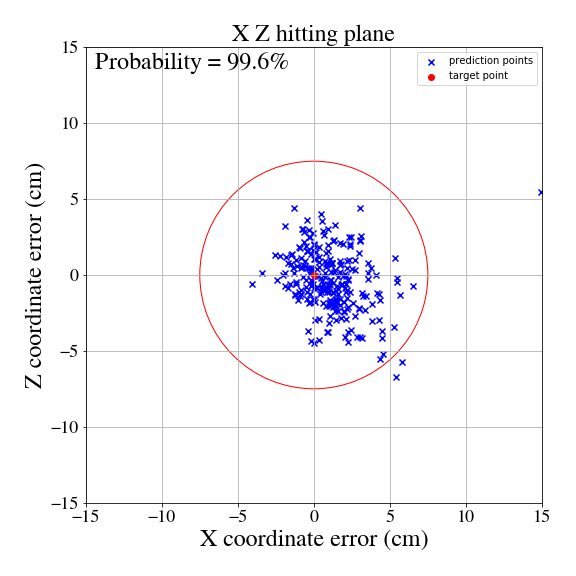 X Z hitting plane
Probability = 99.6%
prediction points
target point
15
10
5
0
−5
−10
−15
Z coordinate error (cm)
−15 −10 −5 0 5 10 15
X coordinate error (cm)